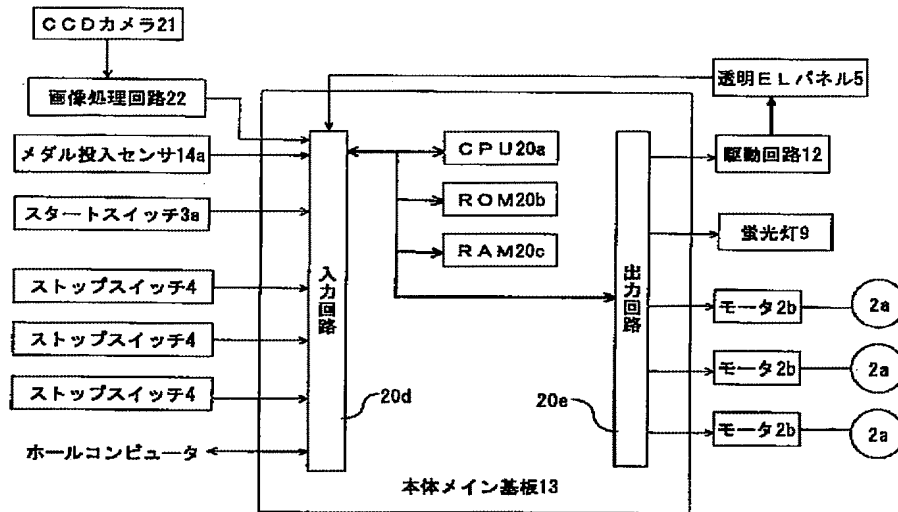 CCDカメラ21
画像処理回路22
メダル投入センサ14a
スタートスイッチ3a
ストップスイッチ4
ストップスイッチ4
ストップスイッチ4
ホールコンピュータ
入力回路
20d
CPU20a
ROM20b
RAM20c
出力回路
20e
本体メイン基板13
透明ELパネル5
駆動回路12
蛍光灯9
モータ2b
2a
モータ2b
2a
モータ2b
2a